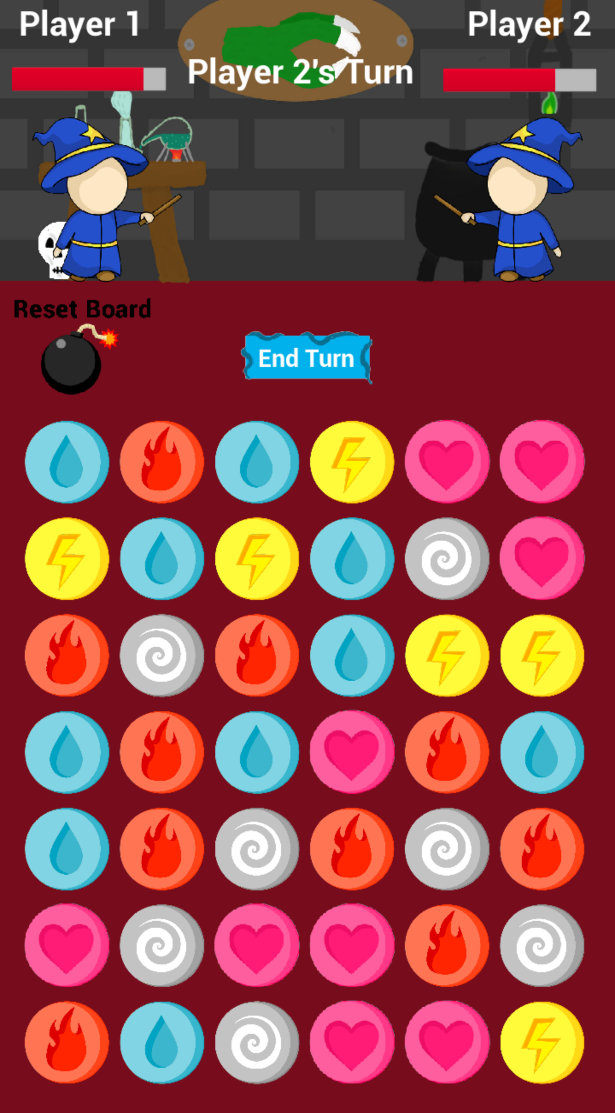 Player 1
Player 2
Player 2's Turn
Reset Board
End Turn